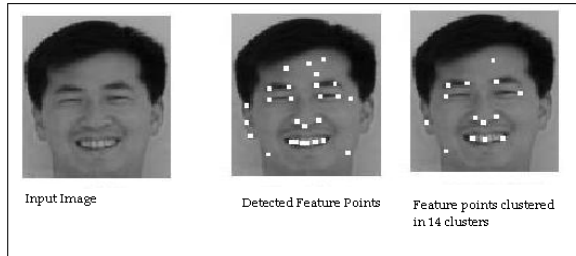 Input Image
Detected Feature Points
Feature points clustered
in 14 clusters